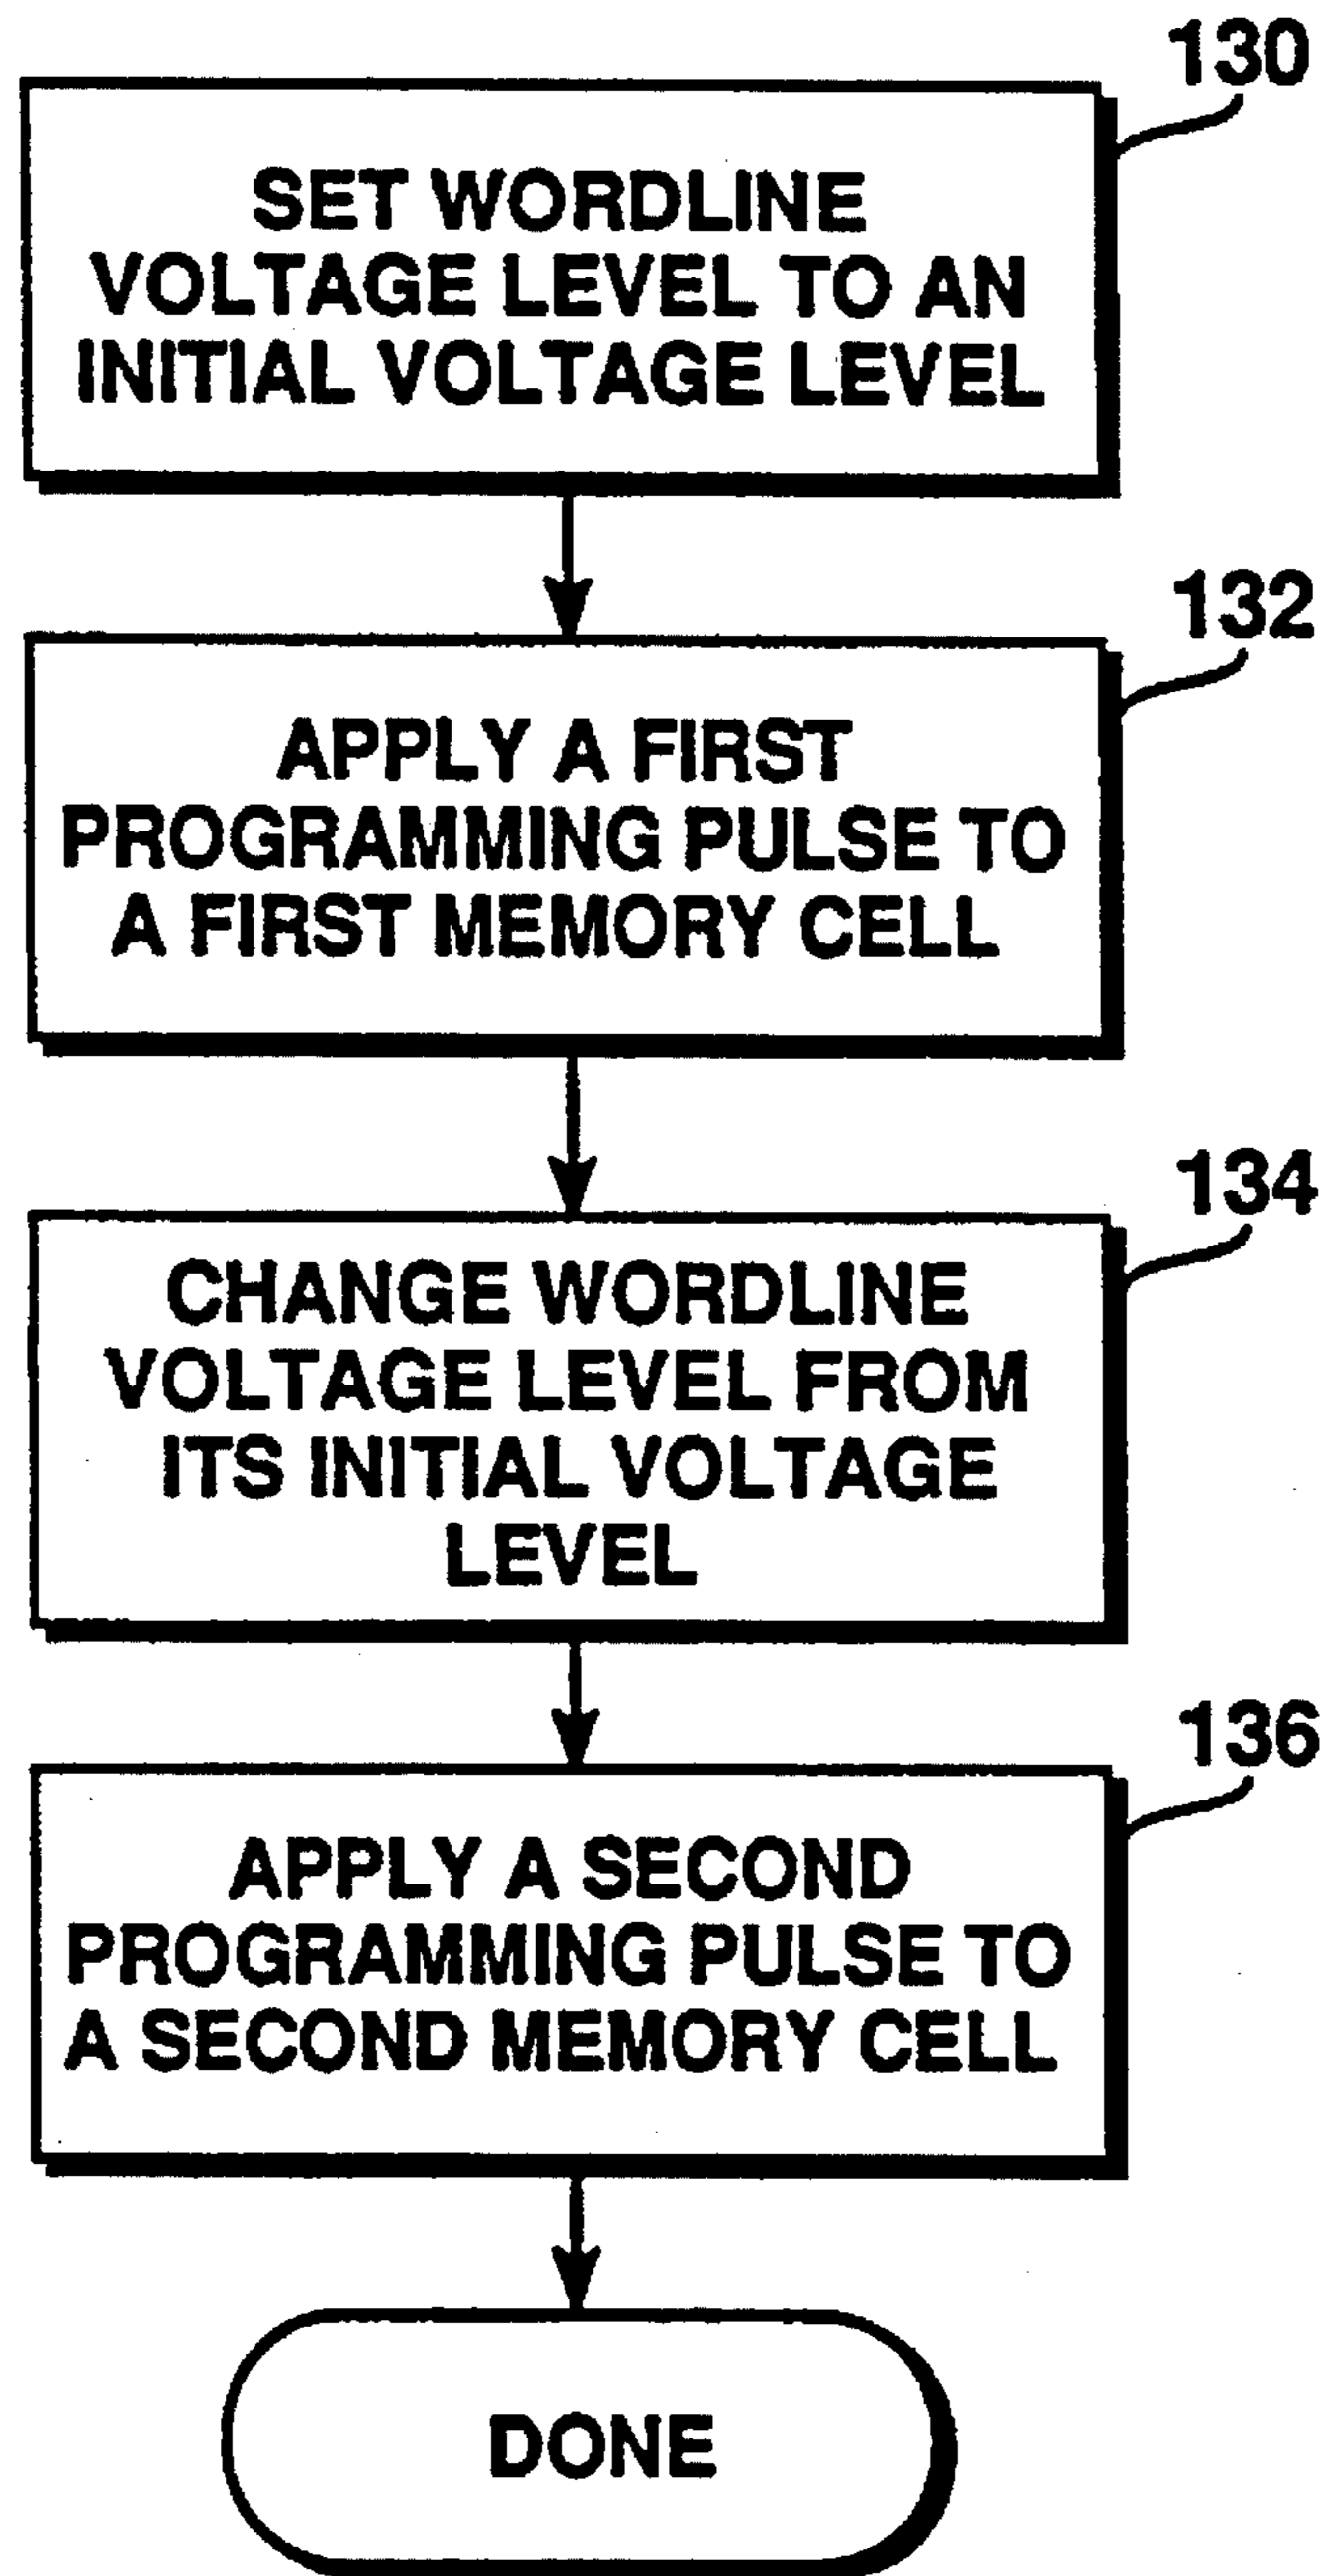 130
SET WORDLINE
VOLTAGE LEVEL TO AN
INITIAL VOLTAGE LEVEL
132
APPLY A FIRST
PROGRAMMING PULSE TO
A FIRST MEMORY CELL
134
CHANGE WORDLINE
VOLTAGE LEVEL FROM
ITS INITIAL VOLTAGE
LEVEL
136
APPLY A SECOND
PROGRAMMING PULSE TO
A SECOND MEMORY CELL
DONE